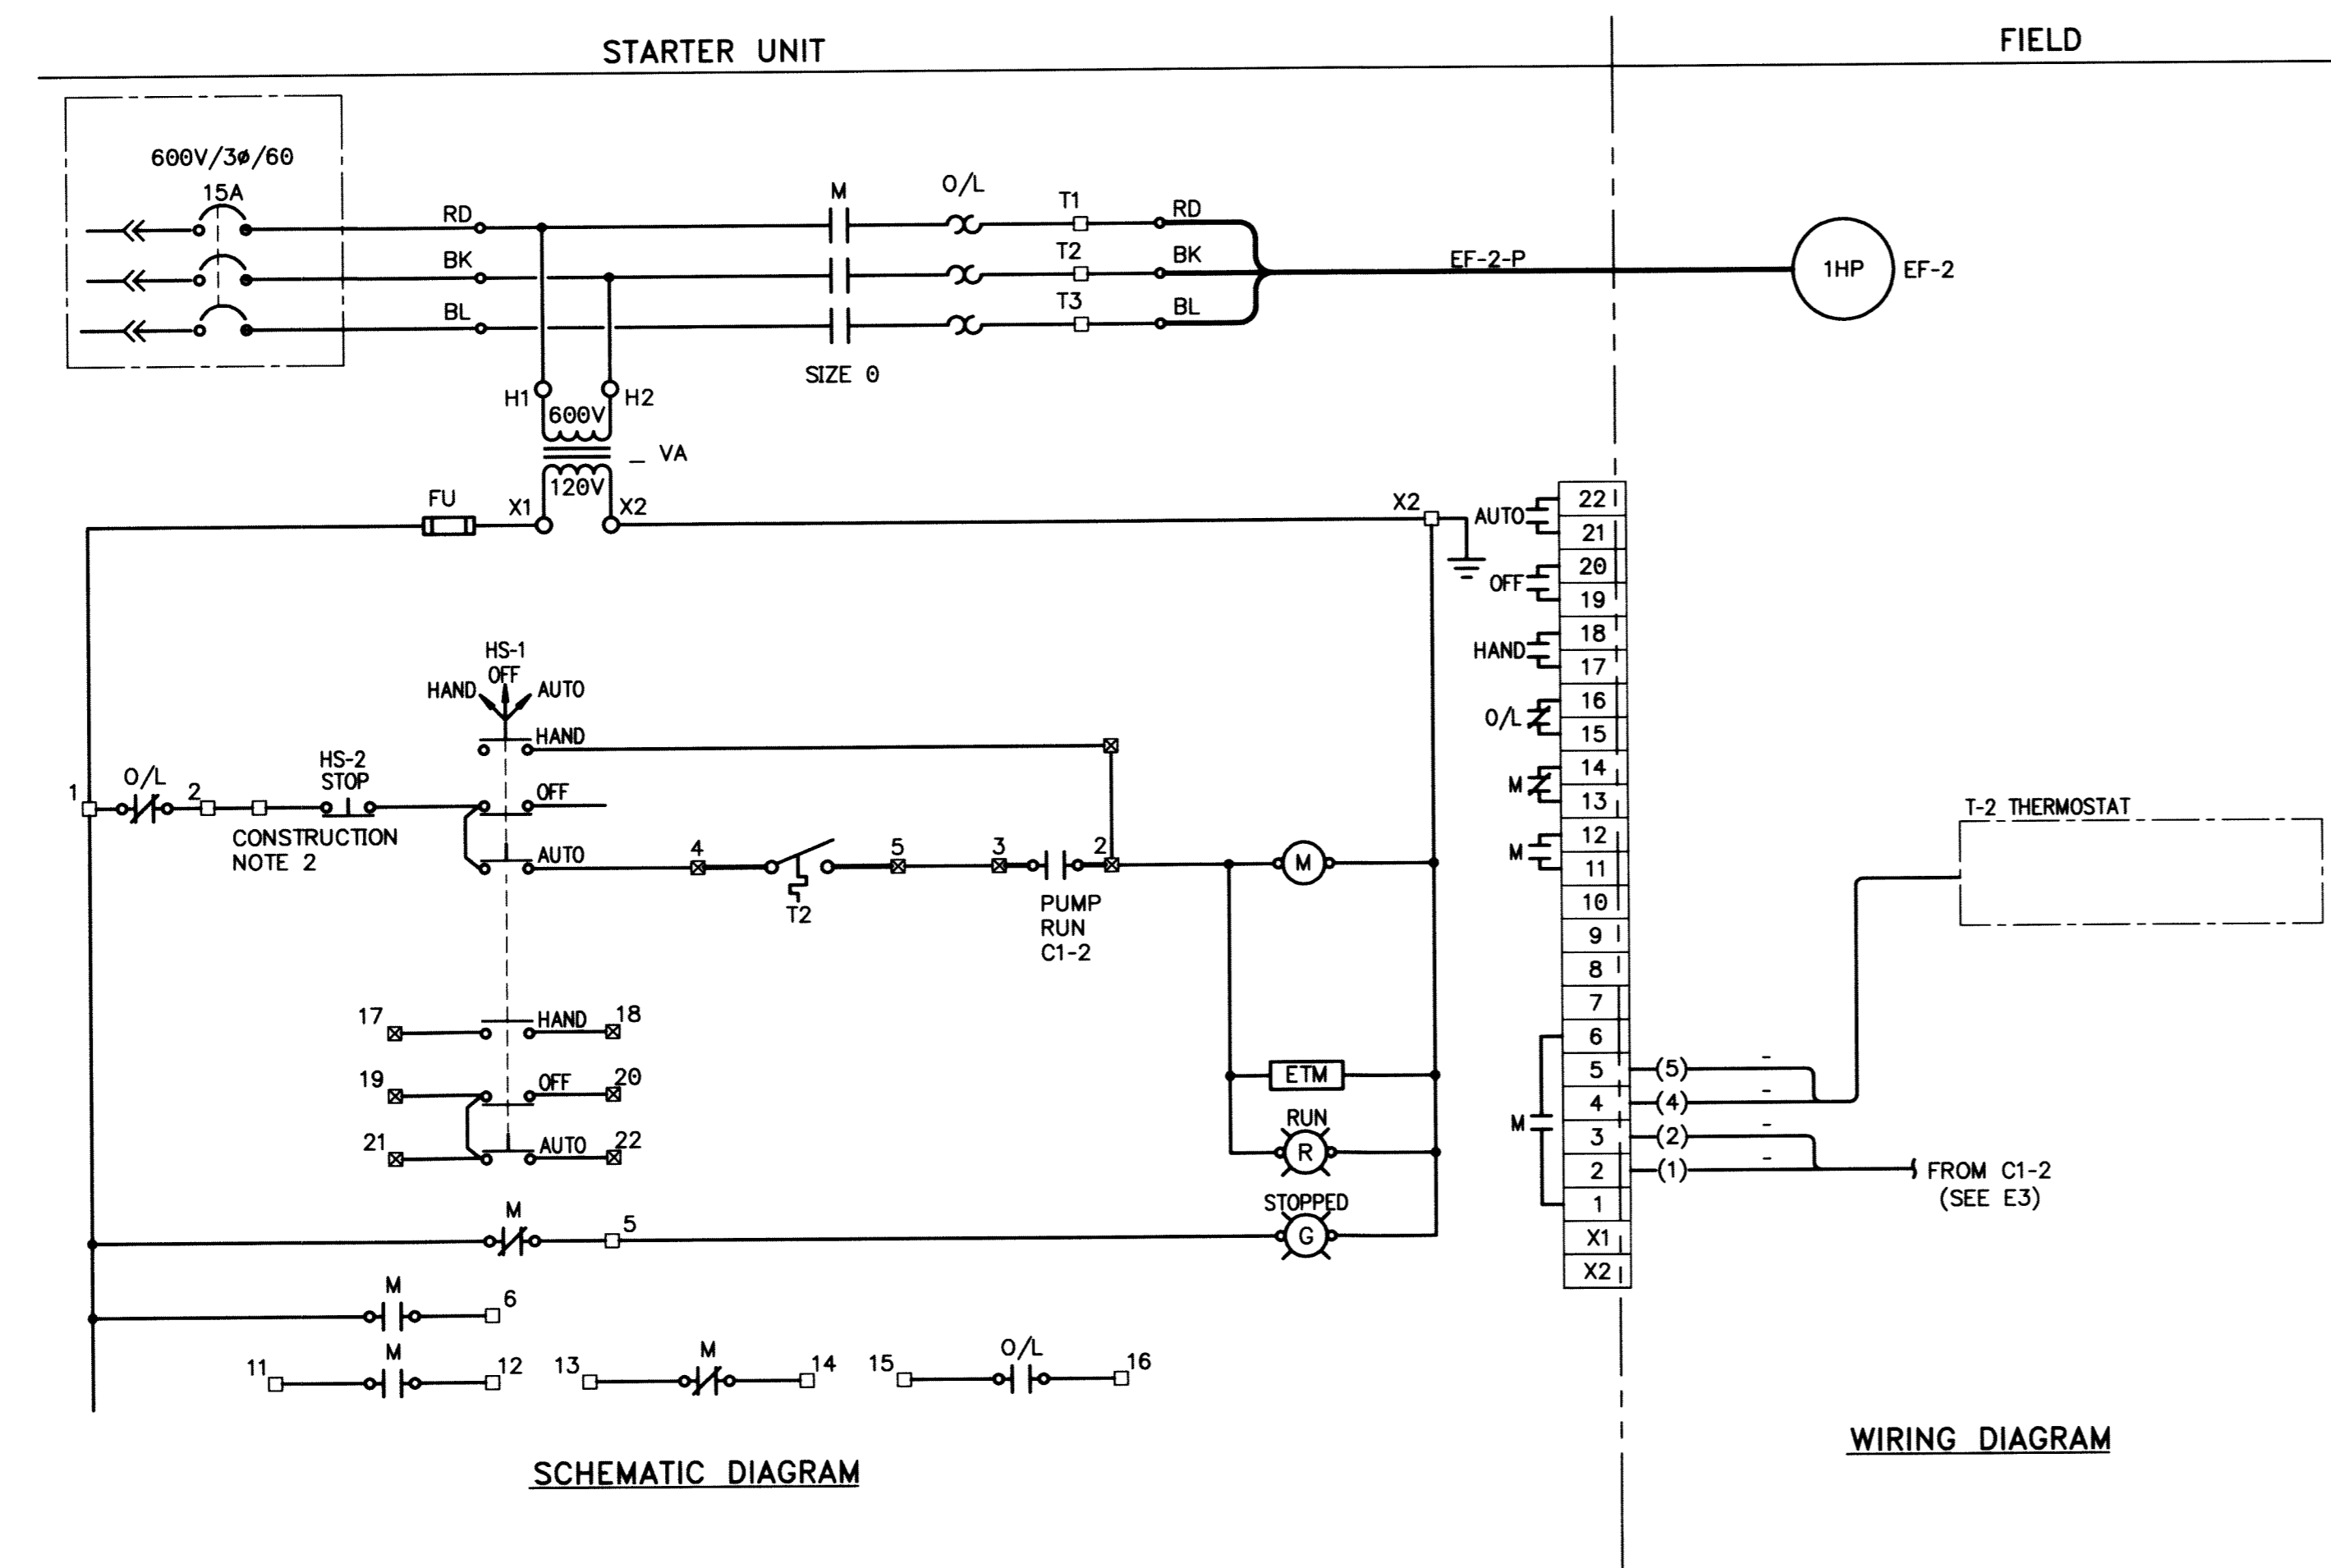 STARTER UNIT
FIELD
600V/3ø/60
15A
RD
BK
BL
M
O/L
T1
T2
T3
RD
BK
BL
SIZE 0
EF-2-P
1HP
EF-2
H1
H2
600V
_ VA
120V
X1
X2
FU
X2
HS-1
OFF
HAND
AUTO
HAND
OFF
AUTO
1
O/L
2
HS-2
STOP
CONSTRUCTION
NOTE 2
4
T2
5
3
2
PUMP
RUN
C1-2
M
17
HAND
18
19
OFF
20
21
AUTO
22
ETM
RUN
R
STOPPED
G
M
5
M
6
11
M
12
13
M
14
15
O/L
16
SCHEMATIC DIAGRAM
AUTO
OFF
HAND
O/L
M
M
M
22
21
20
19
18
17
16
15
14
13
12
11
10
9
8
7
6
5
4
3
2
1
X1
X2
(5) -
(4) -
(2) -
(1) -
T-2 THERMOSTAT
FROM C1-2
(SEE E3)
WIRING DIAGRAM